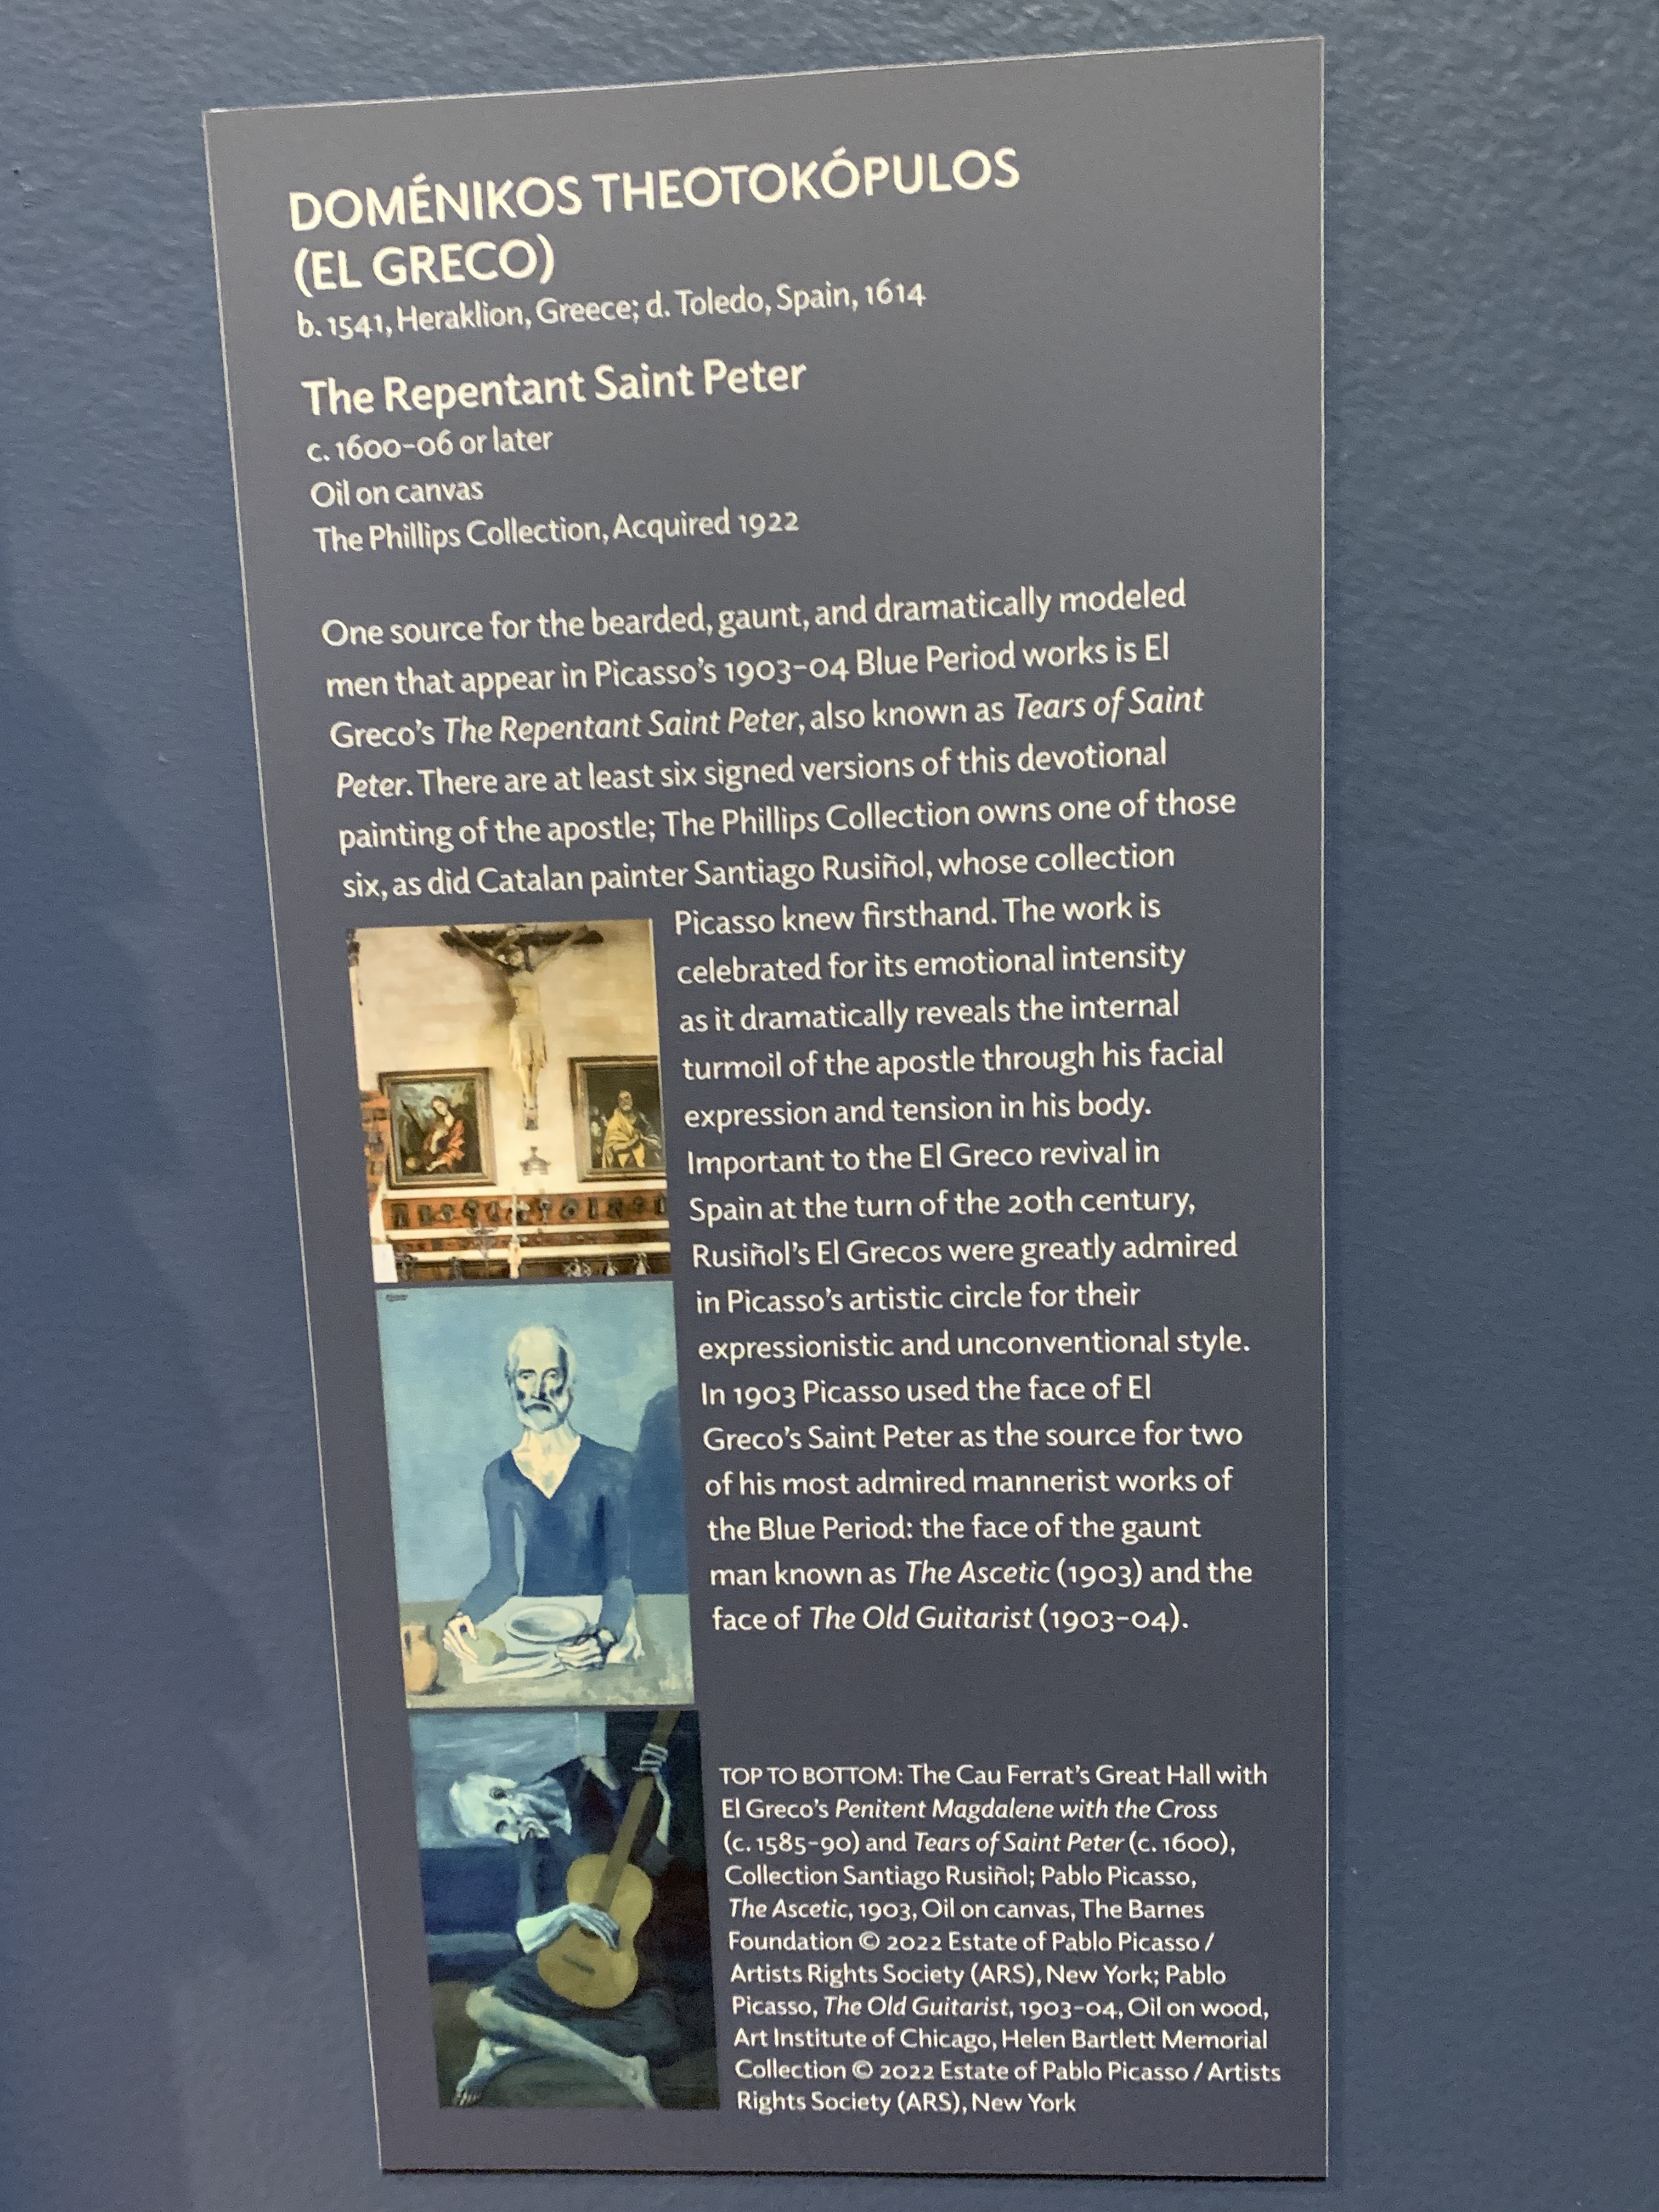 DOMÉNIKOS THEOTOKÓPULOS
(EL GRECO)
b. 1541, Heraklion, Greece; d. Toledo, Spain, 1614
The Repentant Saint Peter
c. 1600–06 or later
Oil on canvas
The Phillips Collection, Acquired 1922
One source for the bearded, gaunt, and dramatically modeled
men that appear in Picasso's 1903–04 Blue Period works is El
Greco's The Repentant Saint Peter, also known as Tears of Saint
Peter. There are at least six signed versions of this devotional
painting of the apostle; The Phillips Collection owns one of those
six, as did Catalan painter Santiago Rusiñol, whose collection
Picasso knew firsthand. The work is
celebrated for its emotional intensity
as it dramatically reveals the internal
turmoil of the apostle through his facial
expression and tension in his body.
Important to the El Greco revival in
Spain at the turn of the 20th century,
Rusiñol's El Grecos were greatly admired
in Picasso's artistic circle for their
expressionistic and unconventional style.
In 1903 Picasso used the face of El
Greco's Saint Peter as the source for two
of his most admired mannerist works of
the Blue Period: the face of the gaunt
man known as The Ascetic (1903) and the
face of The Old Guitarist (1903–04).
TOP TO BOTTOM: The Cau Ferrat's Great Hall with
El Greco's Penitent Magdalene with the Cross
(c. 1585–90) and Tears of Saint Peter (c. 1600),
Collection Santiago Rusiñol; Pablo Picasso,
The Ascetic, 1903, Oil on canvas, The Barnes
Foundation © 2022 Estate of Pablo Picasso /
Artists Rights Society (ARS), New York; Pablo
Picasso, The Old Guitarist, 1903–04, Oil on wood,
Art Institute of Chicago, Helen Bartlett Memorial
Collection © 2022 Estate of Pablo Picasso / Artists
Rights Society (ARS), New York